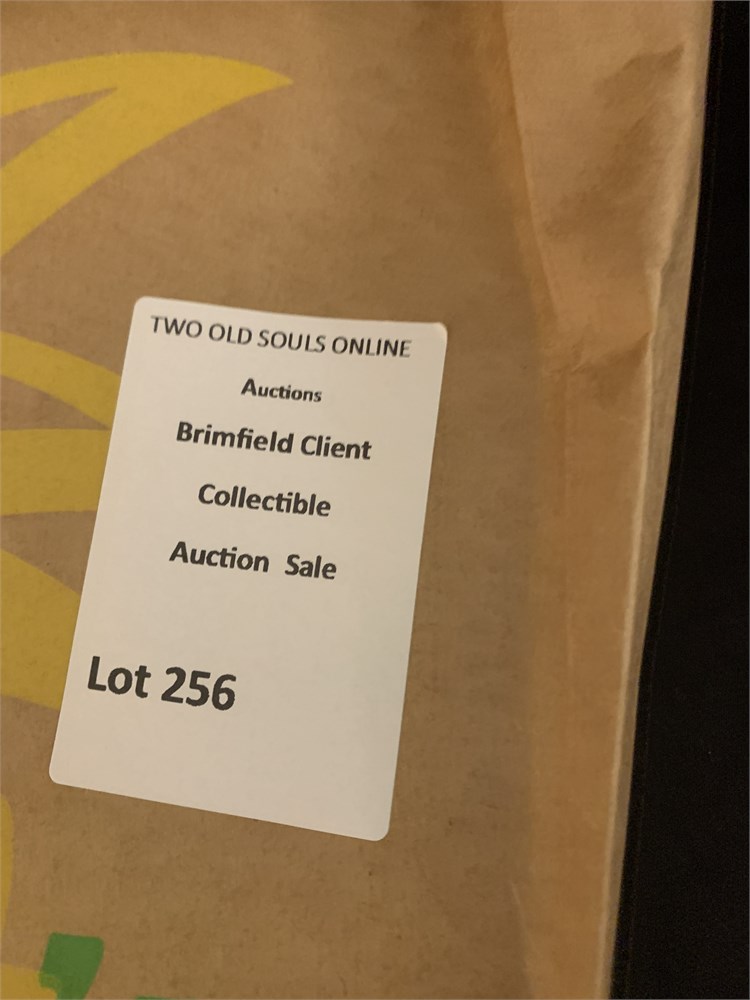 TWO OLD SOULS ONLINE
Auctions
Brimfield Client
Collectible
Auction Sale
Lot 256